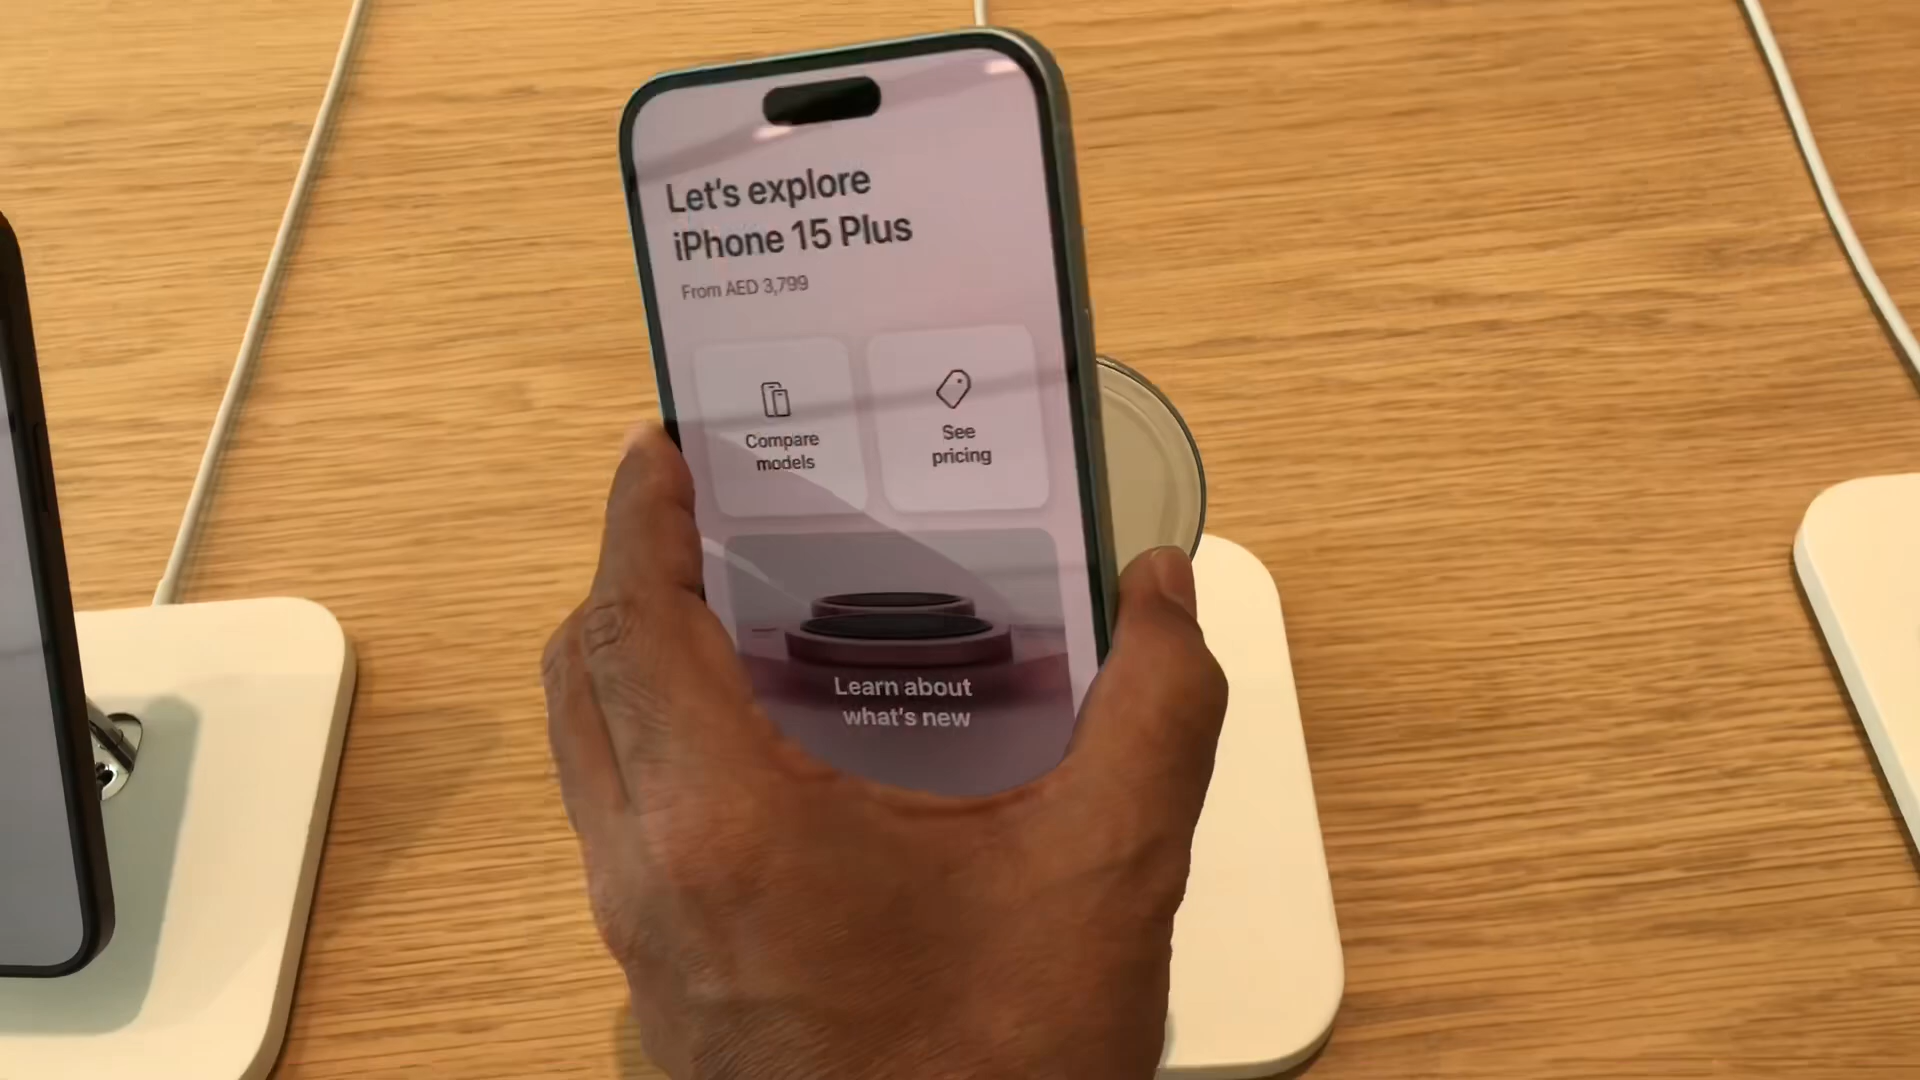 Let's explore
iPhone 15 Plus
From AED 3,799
Compare
models
See
pricing
Learn about
what's new